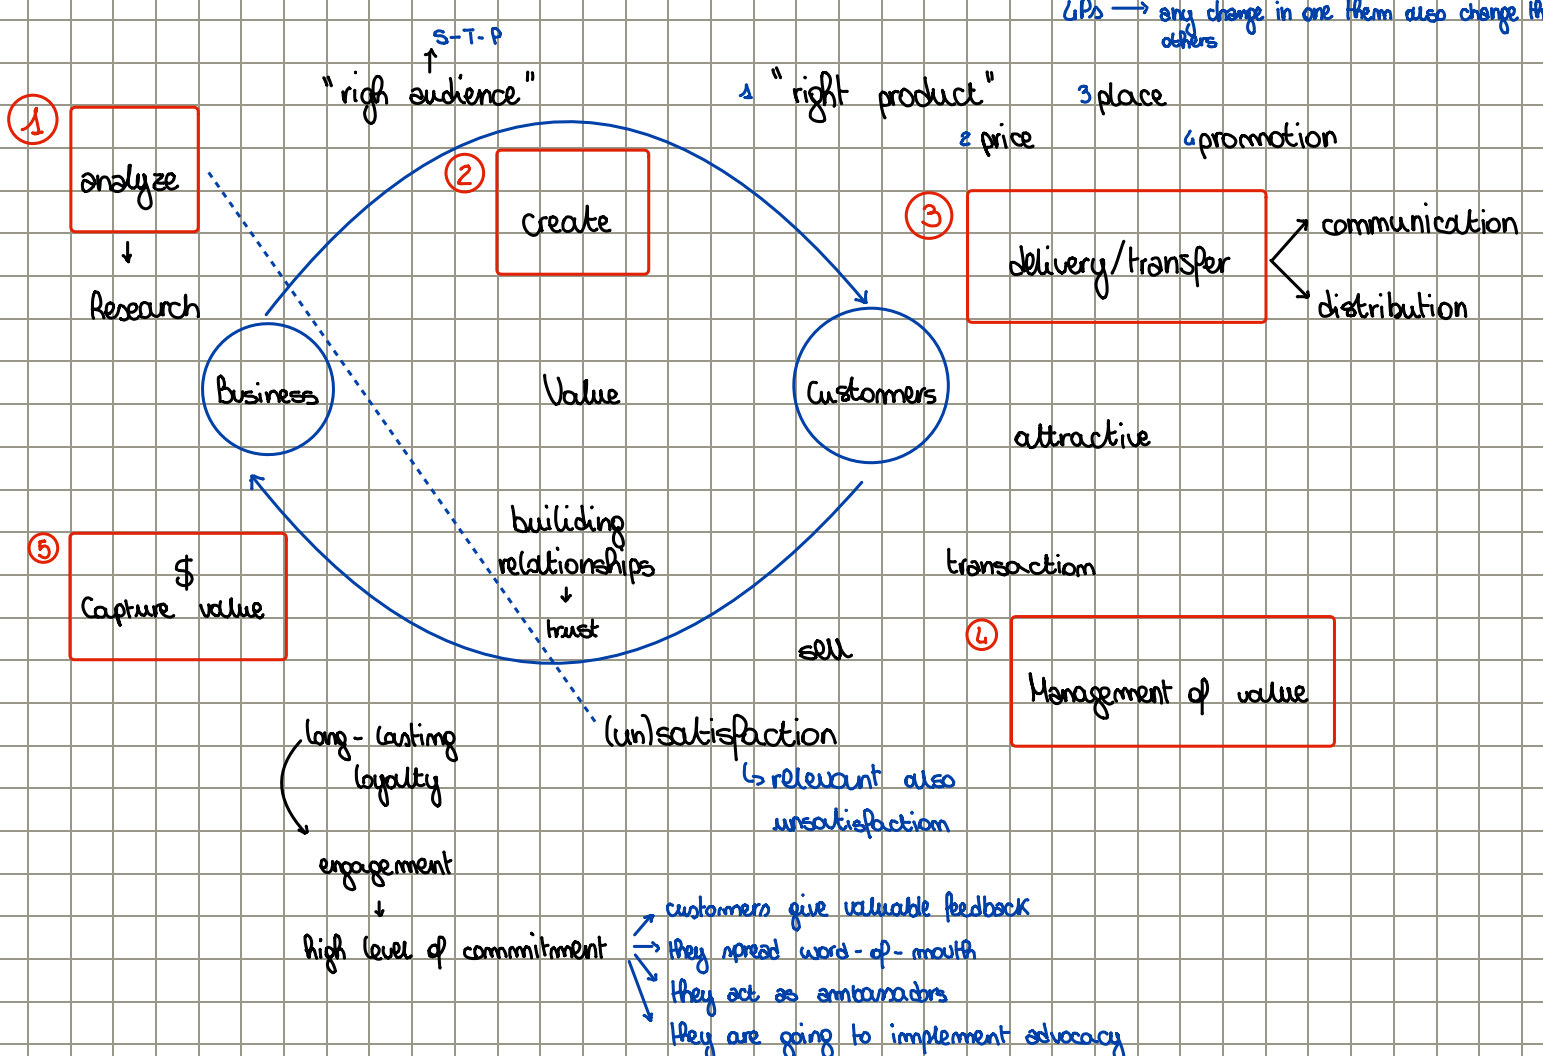 4Ps → any change in one them also change th
others
S-T-P
"righ audience"
1 "right product"
3 place
2 price
4 promotion
1
analyze
↓
Research
2
create
3
delivery/transfer
communication
distribution
Business
Value
Customers
attractive
builiding
relationships
↓
trust
transaction
5
$
Capture value
sell
4
Management of value
long-lasting
loyalty
(un)satisfaction
↳ relevant also
unsatisfaction
engagement
↓
high level of commitment
customers give valuable feedback
they spread word-of-mouth
they act as ambanadors
they are going to implement advocacy